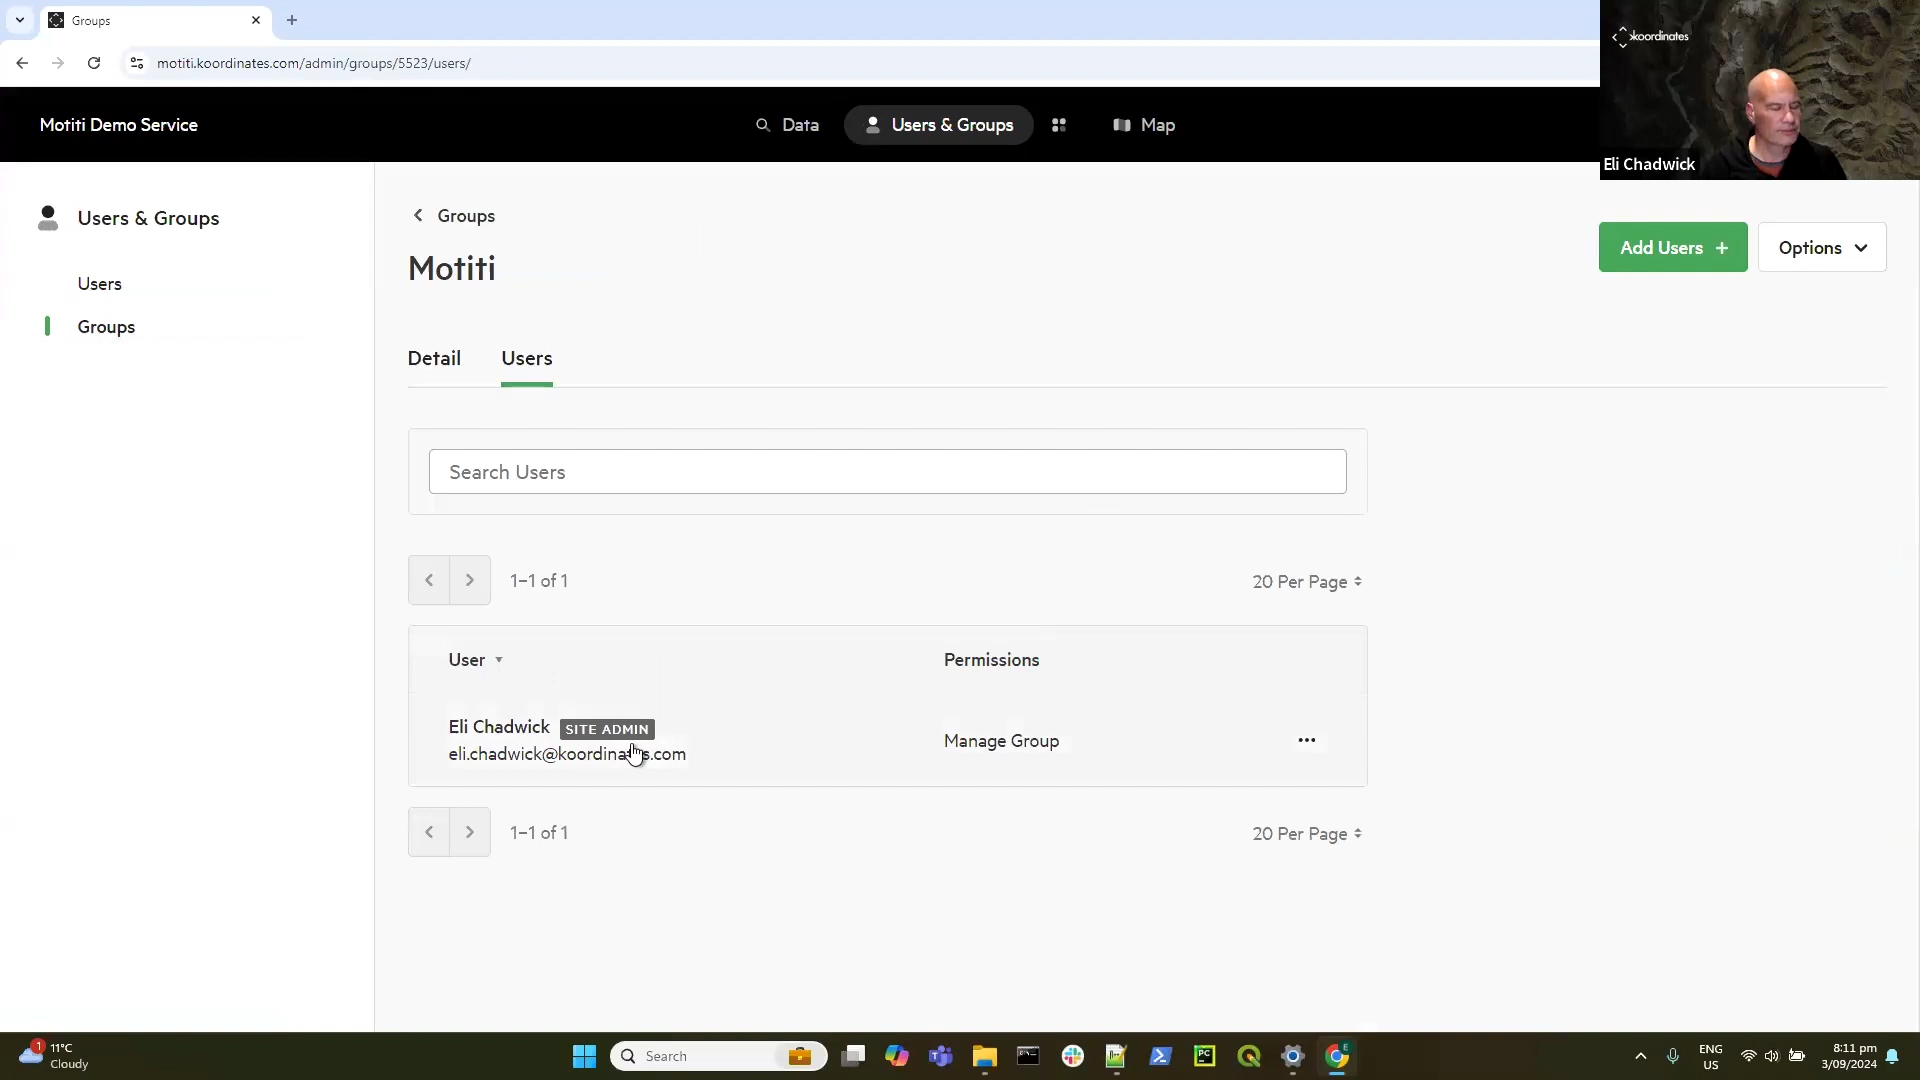 Groups
motiti.koordinates.com/admin/groups/5523/users/
koordinates
Eli Chadwick
Motiti Demo Service
Data
Users & Groups
Map
Users & Groups
Users
Groups
Groups
Motiti
Add Users +
Options
Detail
Users
Search Users
1–1 of 1
20 Per Page
User
Permissions
Eli Chadwick SITE ADMIN
eli.chadwick@koordinates.com
Manage Group
1–1 of 1
20 Per Page
1
11°C
Cloudy
Search
PC
E
ENG
US
8:11 pm
3/09/2024